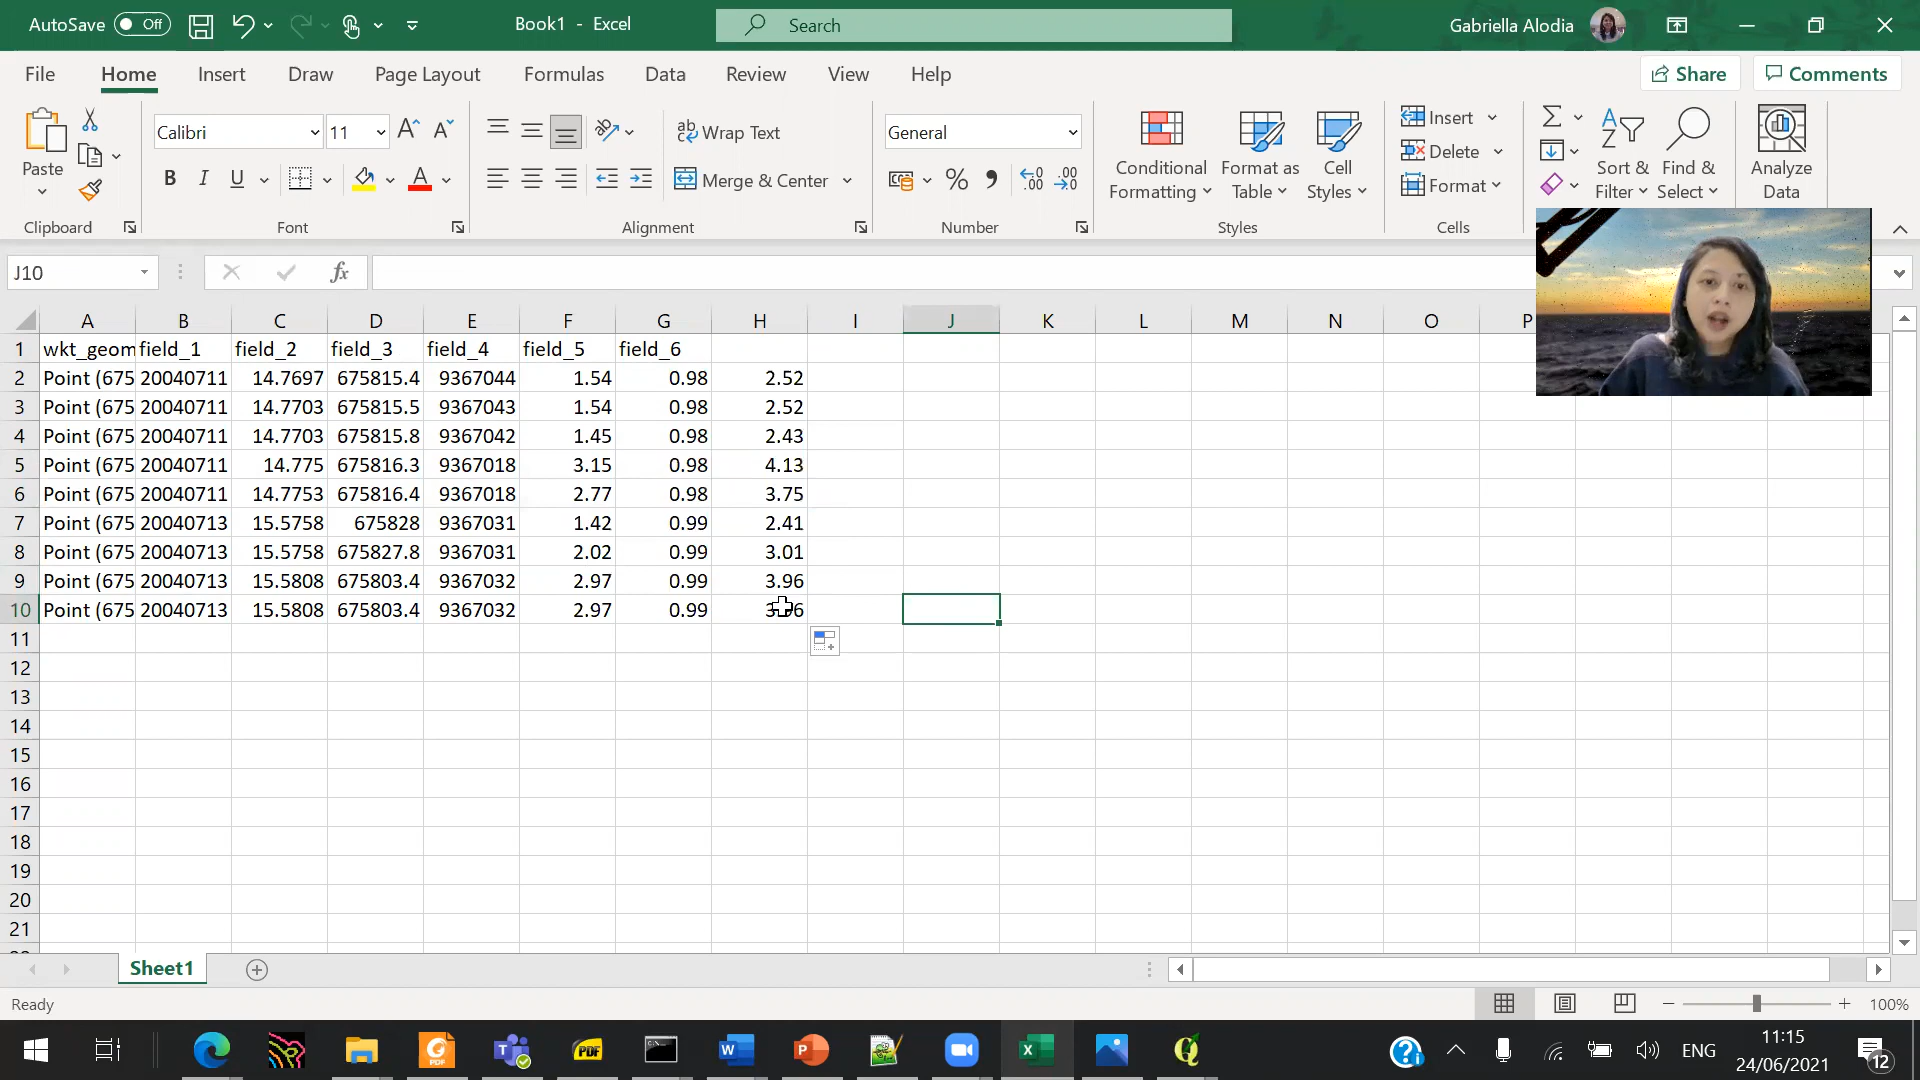 AutoSave Off Book1 - Excel Search Gabriella Alodia
File Home Insert Draw Page Layout Formulas Data Review View Help Share Comments
Paste Calibri 11 Wrap Text General Conditional Formatting Format as Table Cell Styles Insert Sort & Filter Find & Select Analyze Data
B I U Merge & Center % Delete
Format
Clipboard Font Alignment Number Styles Cells
J10 fx
A B C D E F G H I J K L M N O P
1 wkt_geom field_1 field_2 field_3 field_4 field_5 field_6
2 Point (675 20040711 14.7697 675815.4 9367044 1.54 0.98 2.52
3 Point (675 20040711 14.7703 675815.5 9367043 1.54 0.98 2.52
4 Point (675 20040711 14.7703 675815.8 9367042 1.45 0.98 2.43
5 Point (675 20040711 14.775 675816.3 9367018 3.15 0.98 4.13
6 Point (675 20040711 14.7753 675816.4 9367018 2.77 0.98 3.75
7 Point (675 20040713 15.5758 675828 9367031 1.42 0.99 2.41
8 Point (675 20040713 15.5758 675827.8 9367031 2.02 0.99 3.01
9 Point (675 20040713 15.5808 675803.4 9367032 2.97 0.99 3.96
10 Point (675 20040713 15.5808 675803.4 9367032 2.97 0.99
11
12
13
14
15
16
17
18
19
20
21
Sheet1
Ready 100%
ENG 11:15
24/06/2021 12